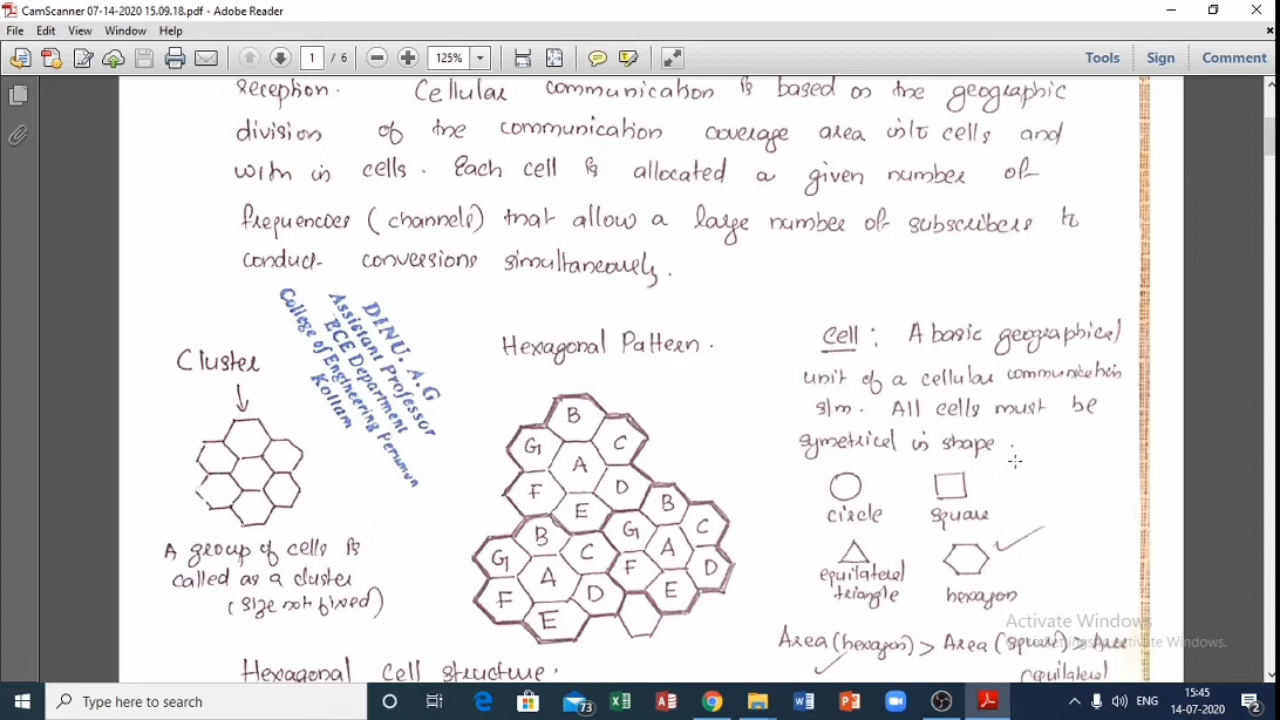 CamScanner 07-14-2020 15.09.18.pdf - Adobe Reader
File Edit View Window Help
1 / 6 125% Tools Sign Comment
reception. Cellular communication is based on the geographic
division of the communication coverage area into cells and
with in cells. Each cell is allocated a given number of
frequencies (channels) that allow a large number of subscribers to
conduct conversions simultaneously.
DINU. A.G
Assistant Professor
ECE Department
College of Engineering Perumon
Kollam
Cluster
A group of cells is
called as a cluster
(size not fixed)
Hexagonal Pattern.
B
G C
A
F D
E B
B G C
G C A
A F D
F D E
E
Cell : A basic geographical
unit of a cellular communication
s/m. All cells must be
symetrical in shape.
circle square
equilateral
triangle hexagon
Area (hexagon) > Area (square) >
equilateral
Hexagonal cell structure.
Activate Windows
Type here to search
73
ENG
15:45
14-07-2020
2